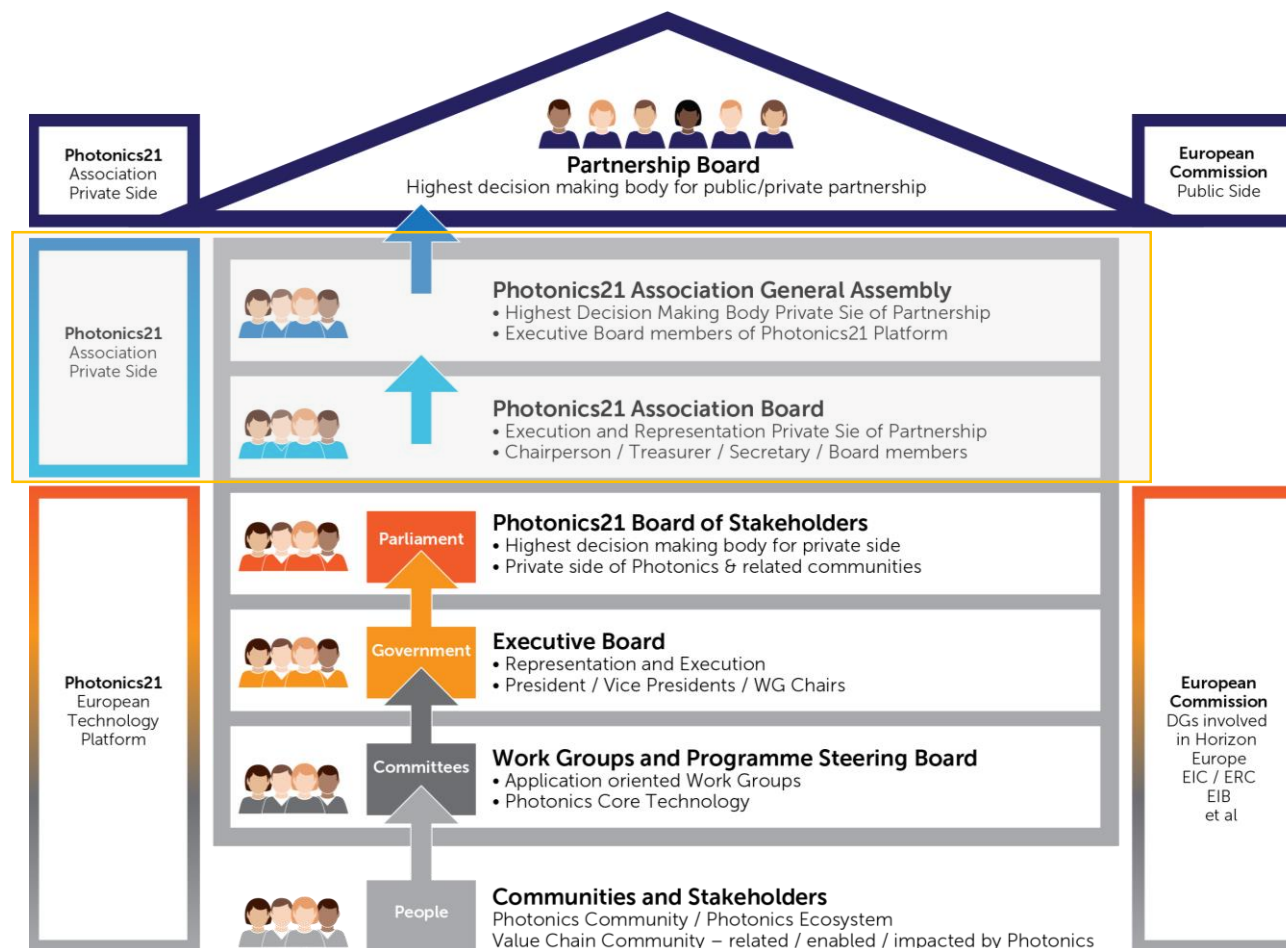 Photonics21
Association
Private Side
Partnership Board
Highest decision making body for public/private partnership
European
Commission
Public Side
Photonics21
Association
Private Side
Photonics21 Association General Assembly
• Highest Decision Making Body Private Sie of Partnership
• Executive Board members of Photonics21 Platform
Photonics21 Association Board
• Execution and Representation Private Sie of Partnership
• Chairperson / Treasurer / Secretary / Board members
Photonics21
European
Technology
Platform
Parliament
Photonics21 Board of Stakeholders
• Highest decision making body for private side
• Private side of Photonics & related communities
Government
Executive Board
• Representation and Execution
• President / Vice Presidents / WG Chairs
Committees
Work Groups and Programme Steering Board
• Application oriented Work Groups
• Photonics Core Technology
People
Communities and Stakeholders
Photonics Community / Photonics Ecosystem
Value Chain Community – related / enabled / impacted by Photonics
European
Commission
DGs involved
in Horizon
Europe
EIC / ERC
EIB
et al